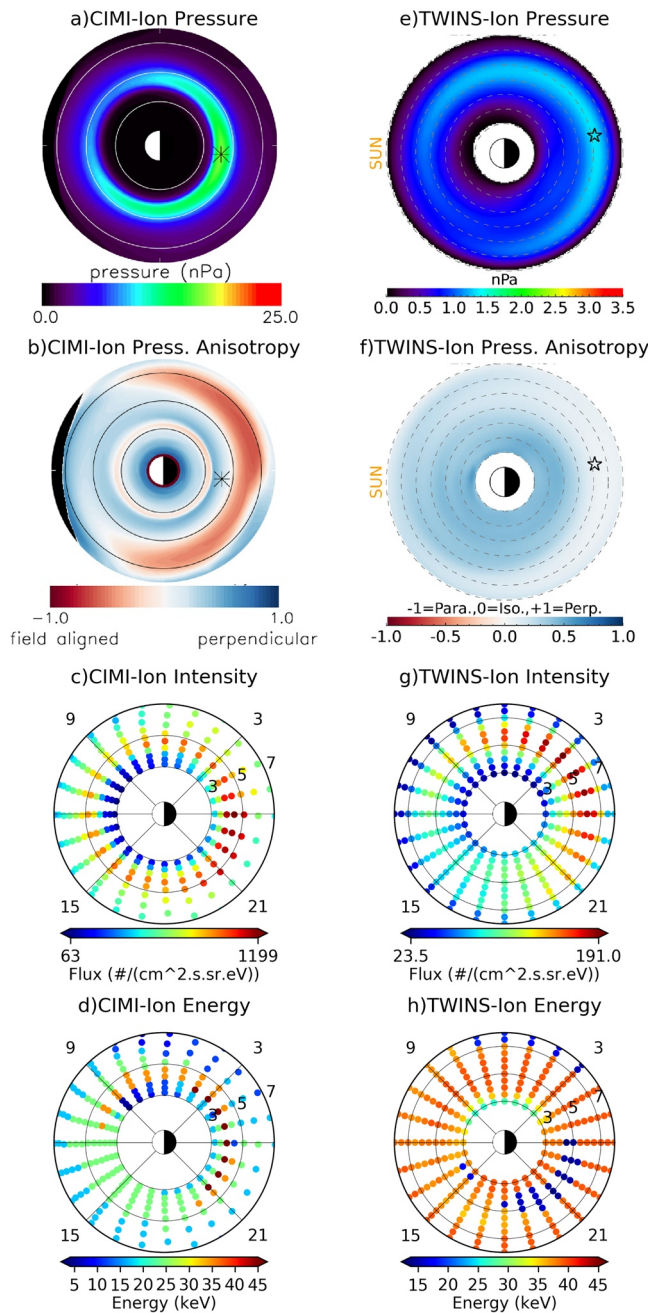 a)CIMI-Ion Pressure
e)TWINS-Ion Pressure
SUN
pressure (nPa)
0.0 25.0
nPa
0.0 0.5 1.0 1.5 2.0 2.5 3.0 3.5
b)CIMI-Ion Press. Anisotropy
f)TWINS-Ion Press. Anisotropy
SUN
-1.0 1.0
field aligned perpendicular
-1=Para.,0=Iso.,+1=Perp.
-1.0 -0.5 0.0 0.5 1.0
c)CIMI-Ion Intensity
g)TWINS-Ion Intensity
9 3
3 5 7
15 21
9 3
3 5 7
15 21
63 1199
Flux (#/(cm^2.s.sr.eV))
23.5 191.0
Flux (#/(cm^2.s.sr.eV))
d)CIMI-Ion Energy
h)TWINS-Ion Energy
9 3
3 5 7
15 21
9 3
3 5 7
15 21
5 10 15 20 25 30 35 40 45
Energy (keV)
15 20 25 30 35 40 45
Energy (keV)